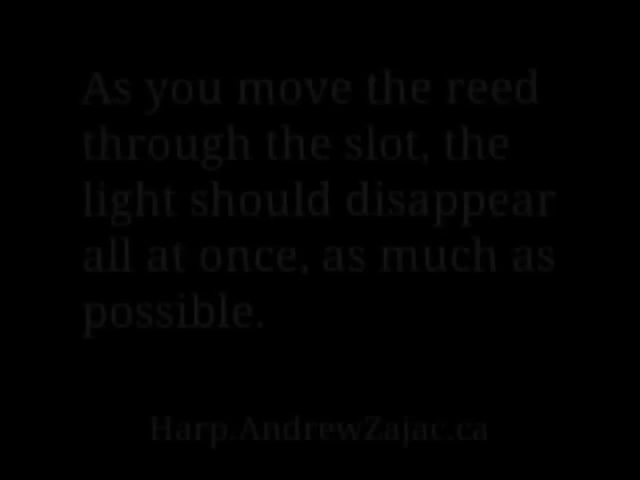 As you move the reed
through the slot, the
light should disappear
all at once, as much as
possible.
Harp.AndrewZajac.ca